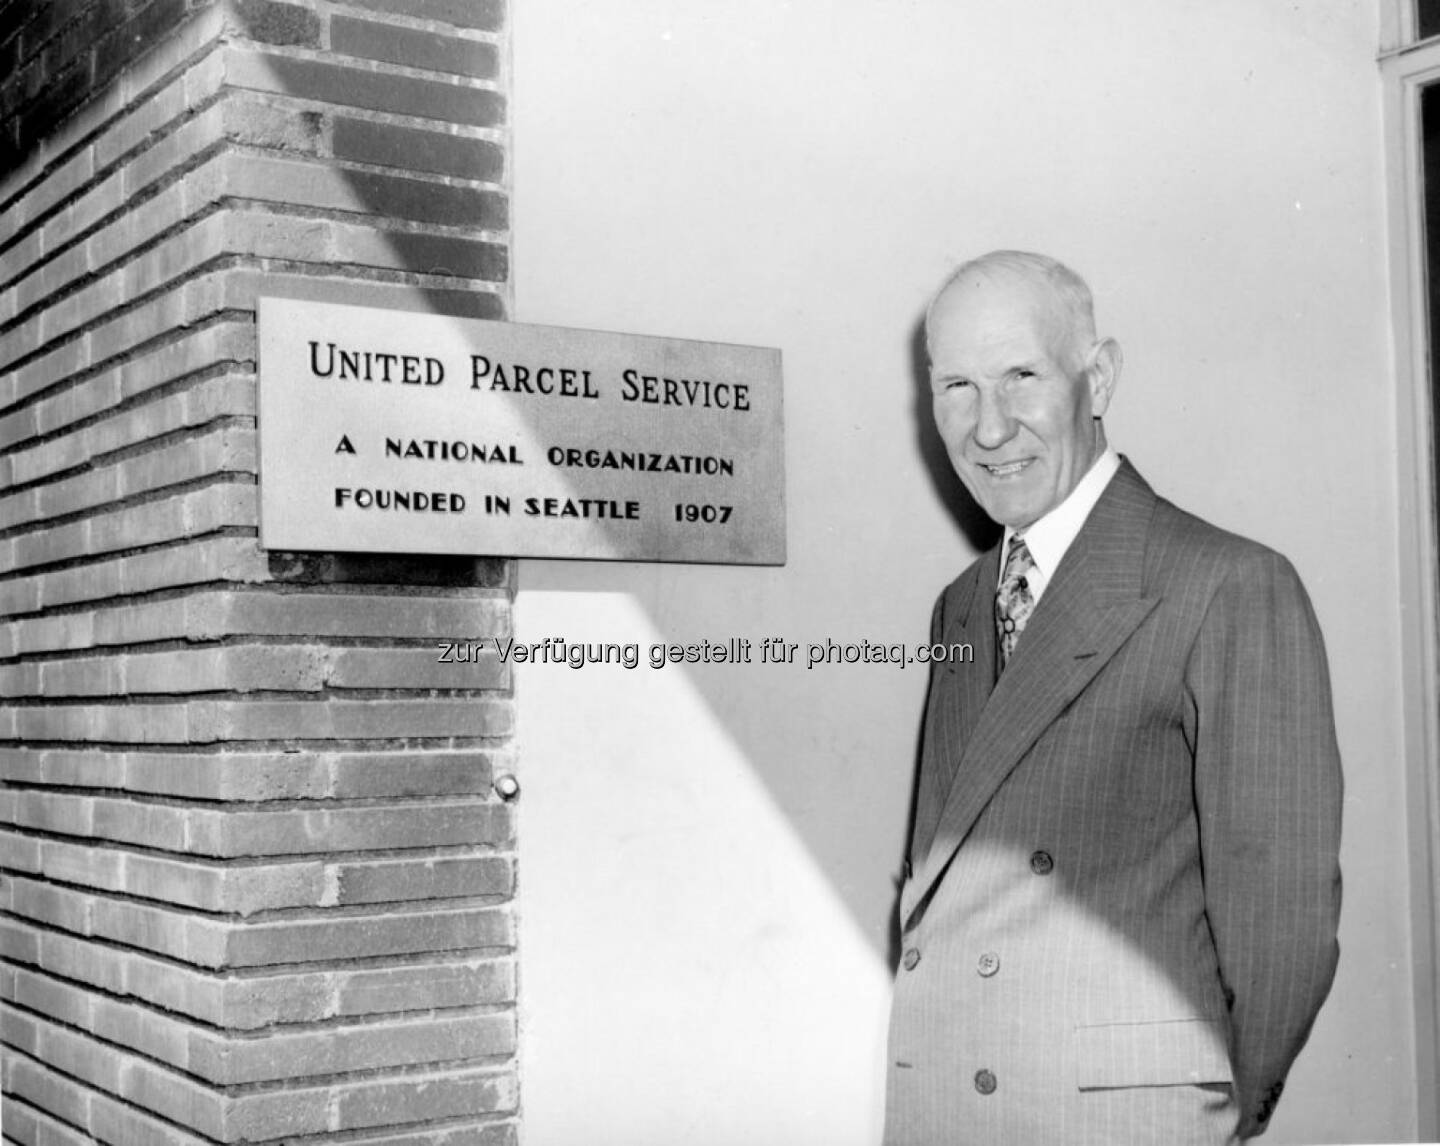 UNITED PARCEL SERVICE
A NATIONAL ORGANIZATION
FOUNDED IN SEATTLE 1907
zur Verfügung gestellt für photaq.com